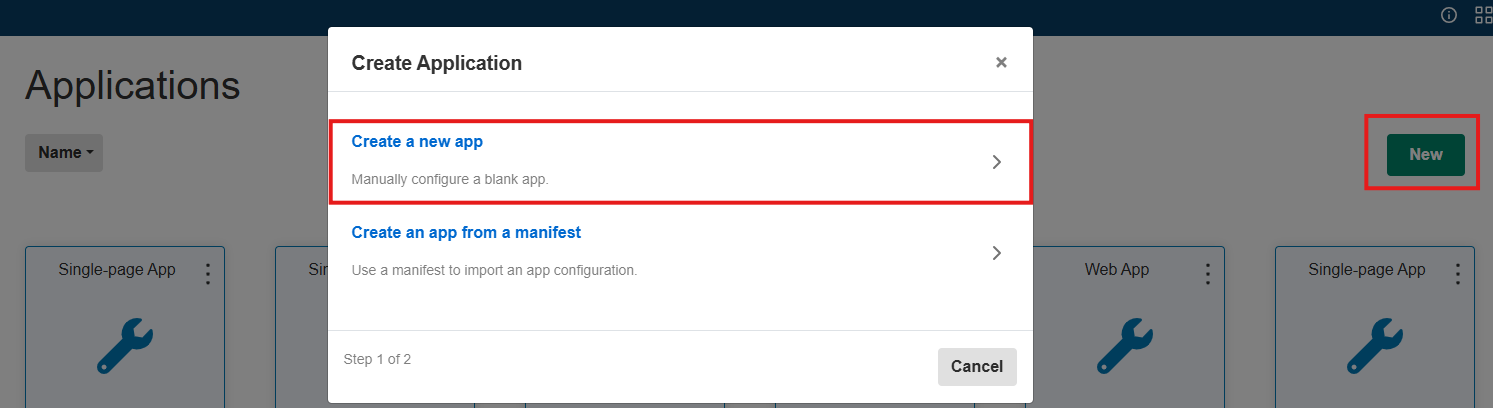 Applications
Name
New
Create Application
×
Create a new app
Manually configure a blank app.
Create an app from a manifest
Use a manifest to import an app configuration.
Step 1 of 2
Cancel
Single-page App
Web App
Single-page App